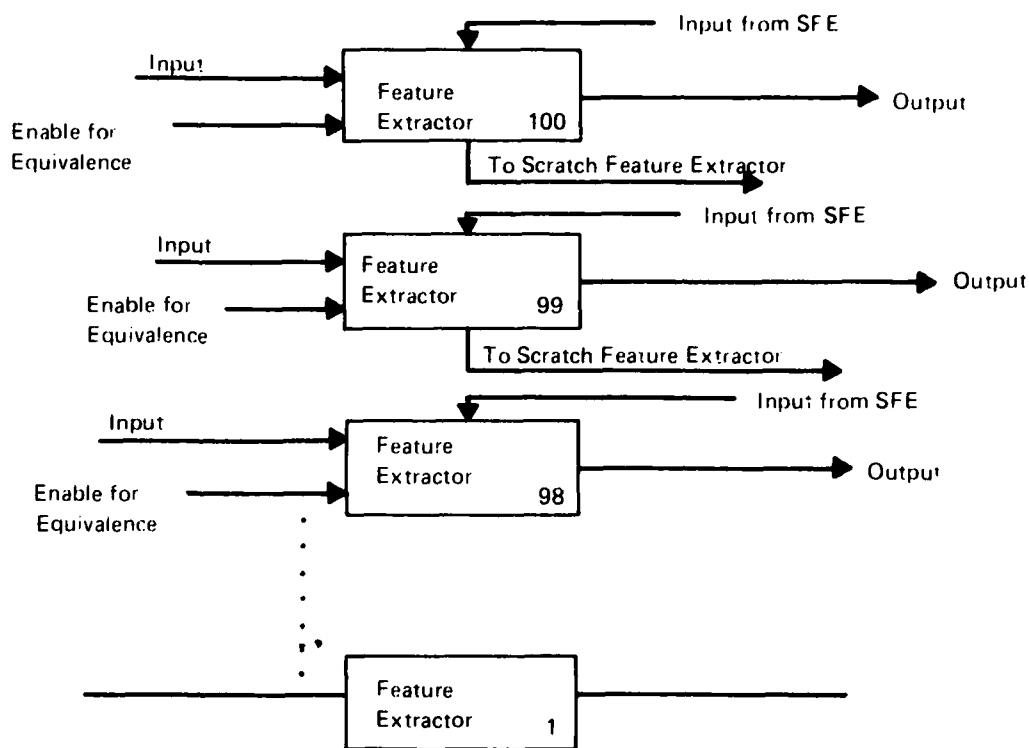 Input from SFE
Input
Feature
Extractor 100
Output
Enable for
Equivalence
To Scratch Feature Extractor
Input from SFE
Input
Feature
Extractor
99
Output
Enable for
Equivalence
To Scratch Feature Extractor
Input from SFE
Input
Feature
Extractor
98
Output
Enable for
Equivalence
Feature
Extractor 1